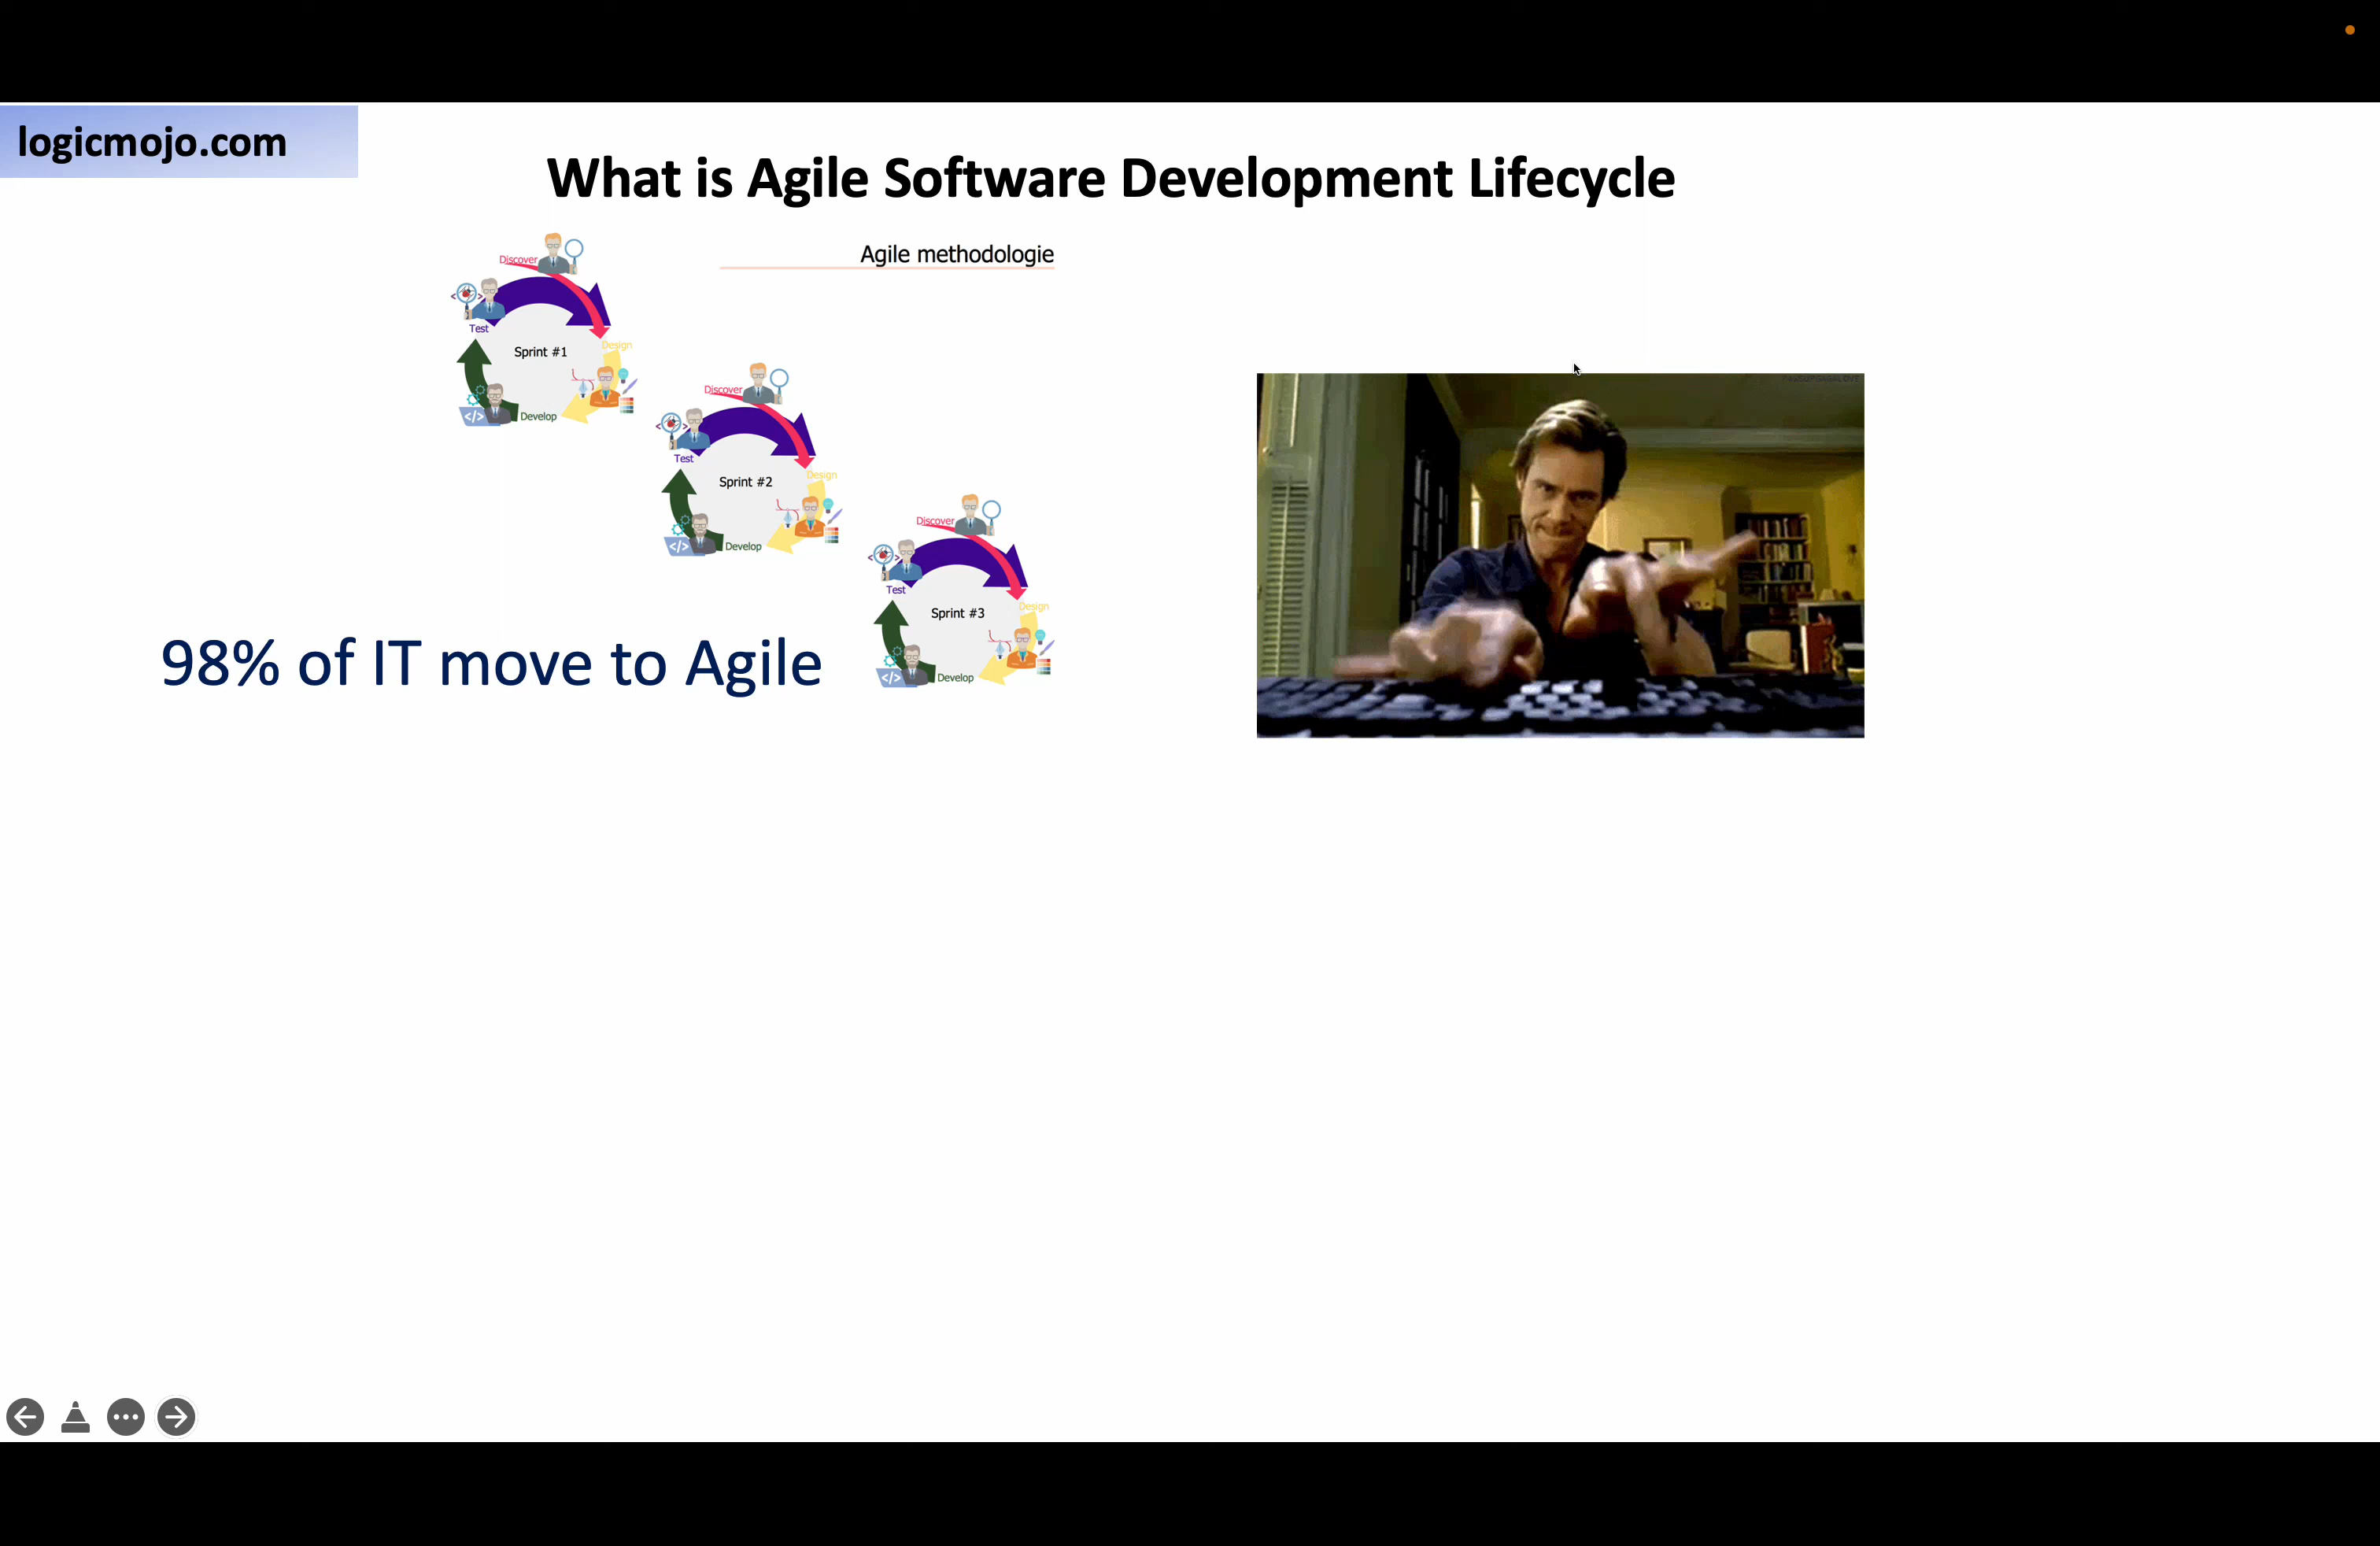 logicmojo.com
What is Agile Software Development Lifecycle
Agile methodologie
Discover
Test
Sprint #1
Design
</>
Develop
Discover
Test
Sprint #2
Design
</>
Develop
Discover
Test
Sprint #3
Design
</>
Develop
98% of IT move to Agile